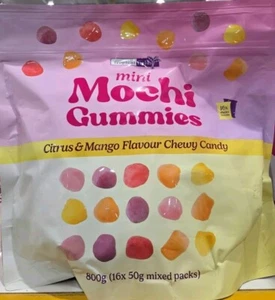 mini
Mochi
Gummies
Citrus & Mango Flavour Chewy Candy
800g (16x 50g mixed packs)